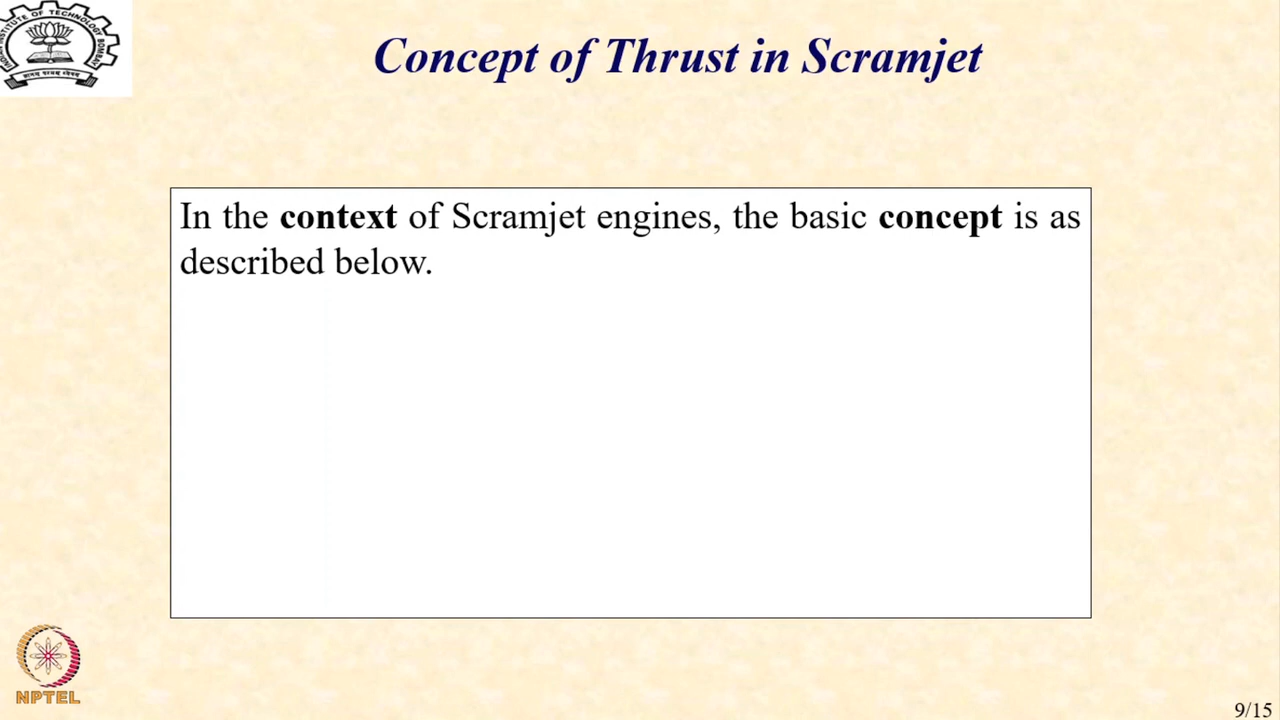 Concept of Thrust in Scramjet
In the context of Scramjet engines, the basic concept is as
described below.
NPTEL
9/15